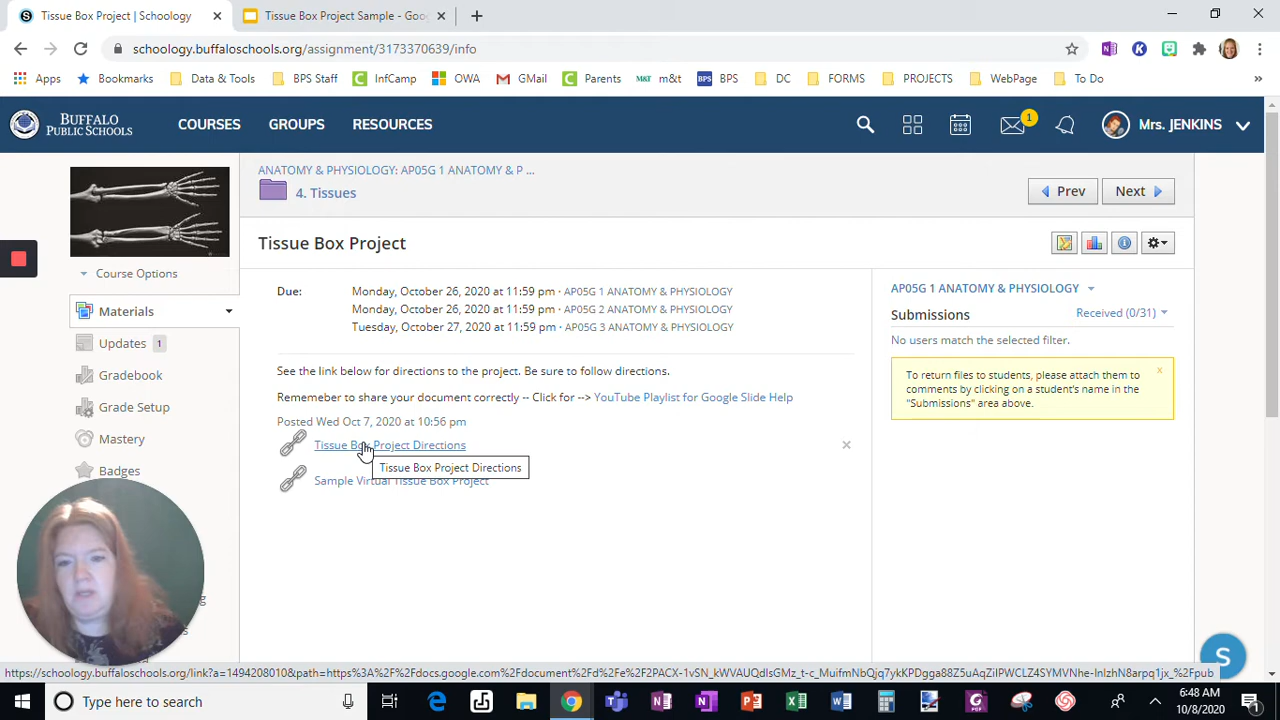 Tissue Box Project | Schoology
Tissue Box Project Sample - Goo
schoology.buffaloschools.org/assignment/3173370639/info
Apps
Bookmarks
Data & Tools
BPS Staff
InfCamp
OWA
GMail
Parents
M&T
m&t
BPS
BPS
DC
FORMS
PROJECTS
WebPage
To Do
»
BUFFALO
PUBLIC SCHOOLS
COURSES
GROUPS
RESOURCES
1
Mrs. JENKINS
ANATOMY & PHYSIOLOGY: AP05G 1 ANATOMY & P ...
4. Tissues
Prev
Next
Tissue Box Project
Course Options
Materials
Updates 1
Gradebook
Grade Setup
Mastery
Badges
Due: Monday, October 26, 2020 at 11:59 pm · AP05G 1 ANATOMY & PHYSIOLOGY
Monday, October 26, 2020 at 11:59 pm · AP05G 2 ANATOMY & PHYSIOLOGY
Tuesday, October 27, 2020 at 11:59 pm · AP05G 3 ANATOMY & PHYSIOLOGY
See the link below for directions to the project. Be sure to follow directions.
Rememeber to share your document correctly -- Click for --> YouTube Playlist for Google Slide Help
Posted Wed Oct 7, 2020 at 10:56 pm
Tissue Box Project Directions
Tissue Box Project Directions
Sample Virtual Tissue Box Project
AP05G 1 ANATOMY & PHYSIOLOGY
Submissions
Received (0/31)
No users match the selected filter.
To return files to students, please attach them to
comments by clicking on a student's name in the
"Submissions" area above.
x
S
Type here to search
6:48 AM
10/8/2020
1